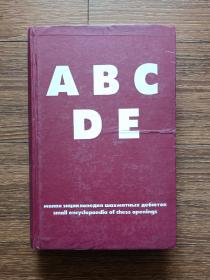 A B C
D E
малая энциклопедия шахматных дебютов
small encyclopaedia of chess openings